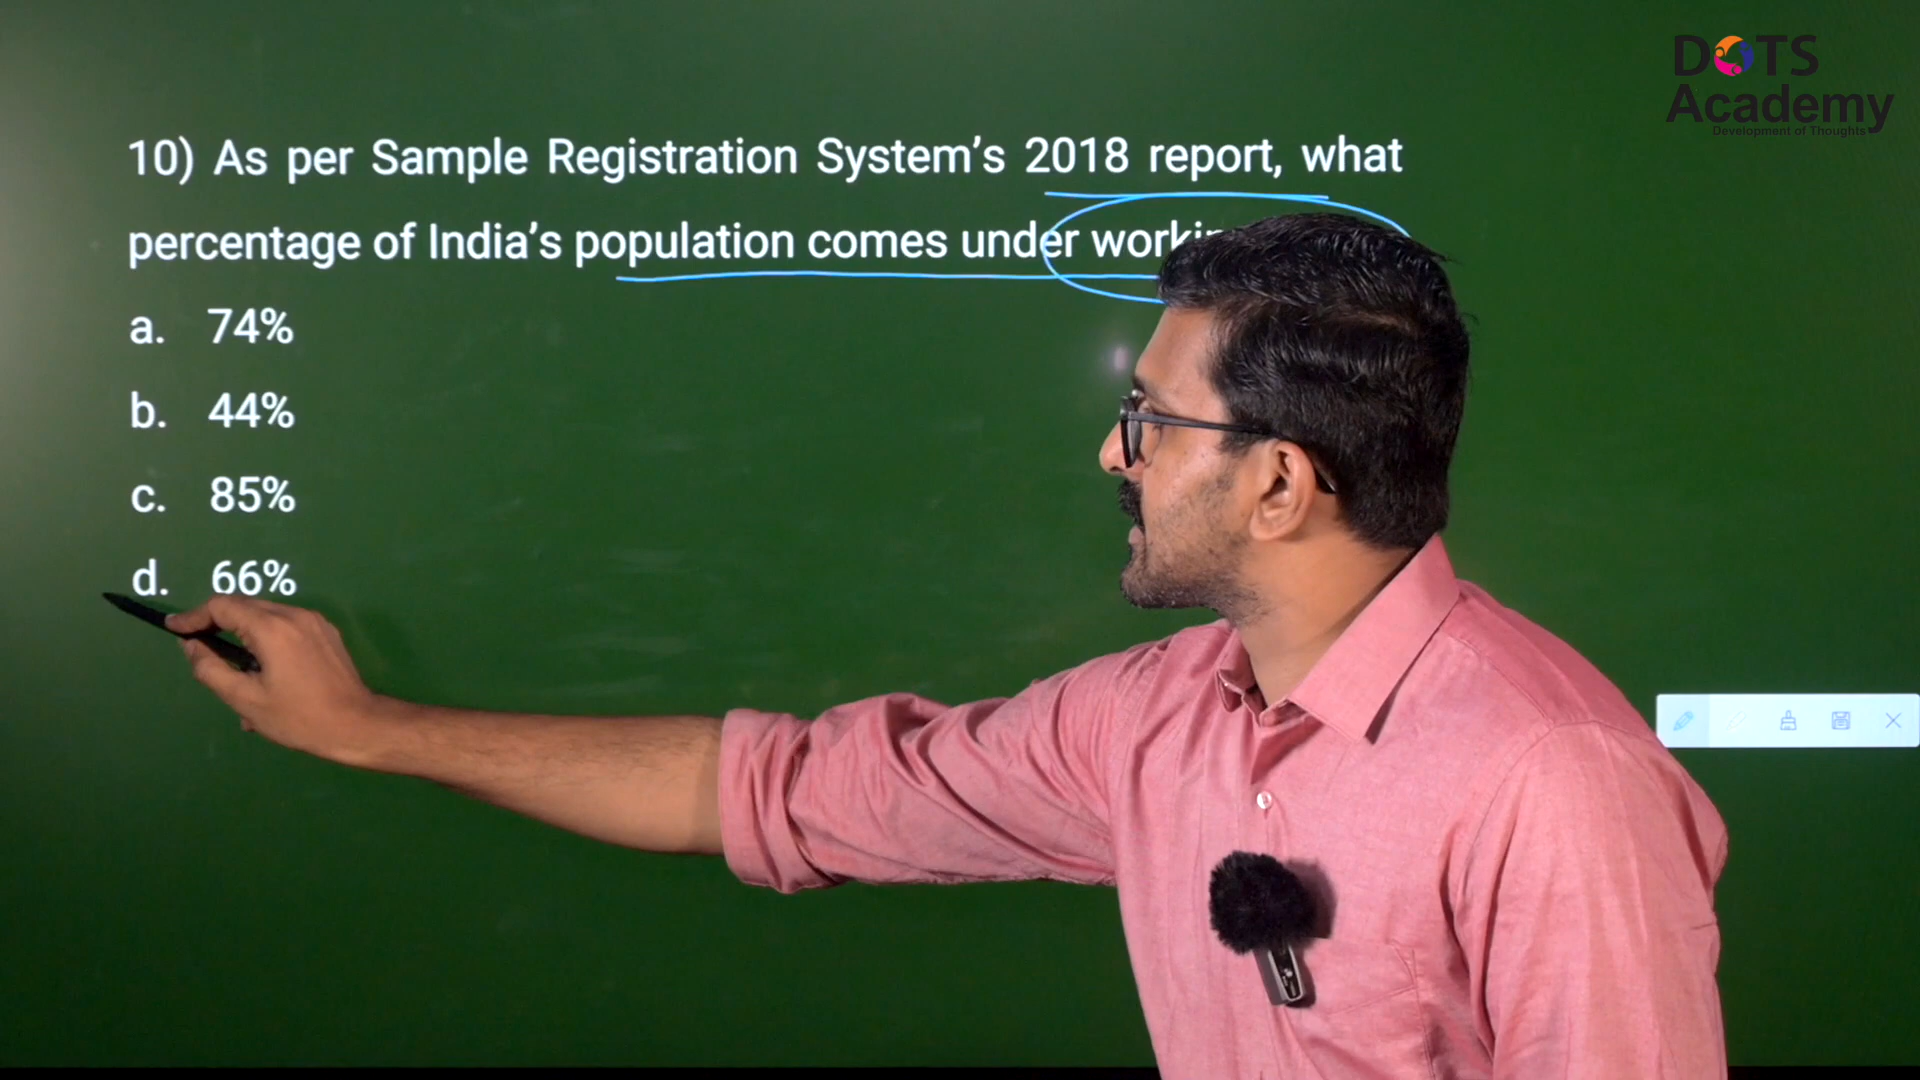 DOTS
Academy
Development of Thoughts
10) As per Sample Registration System’s 2018 report, what
percentage of India’s population comes under
a. 74%
b. 44%
c. 85%
d. 66%